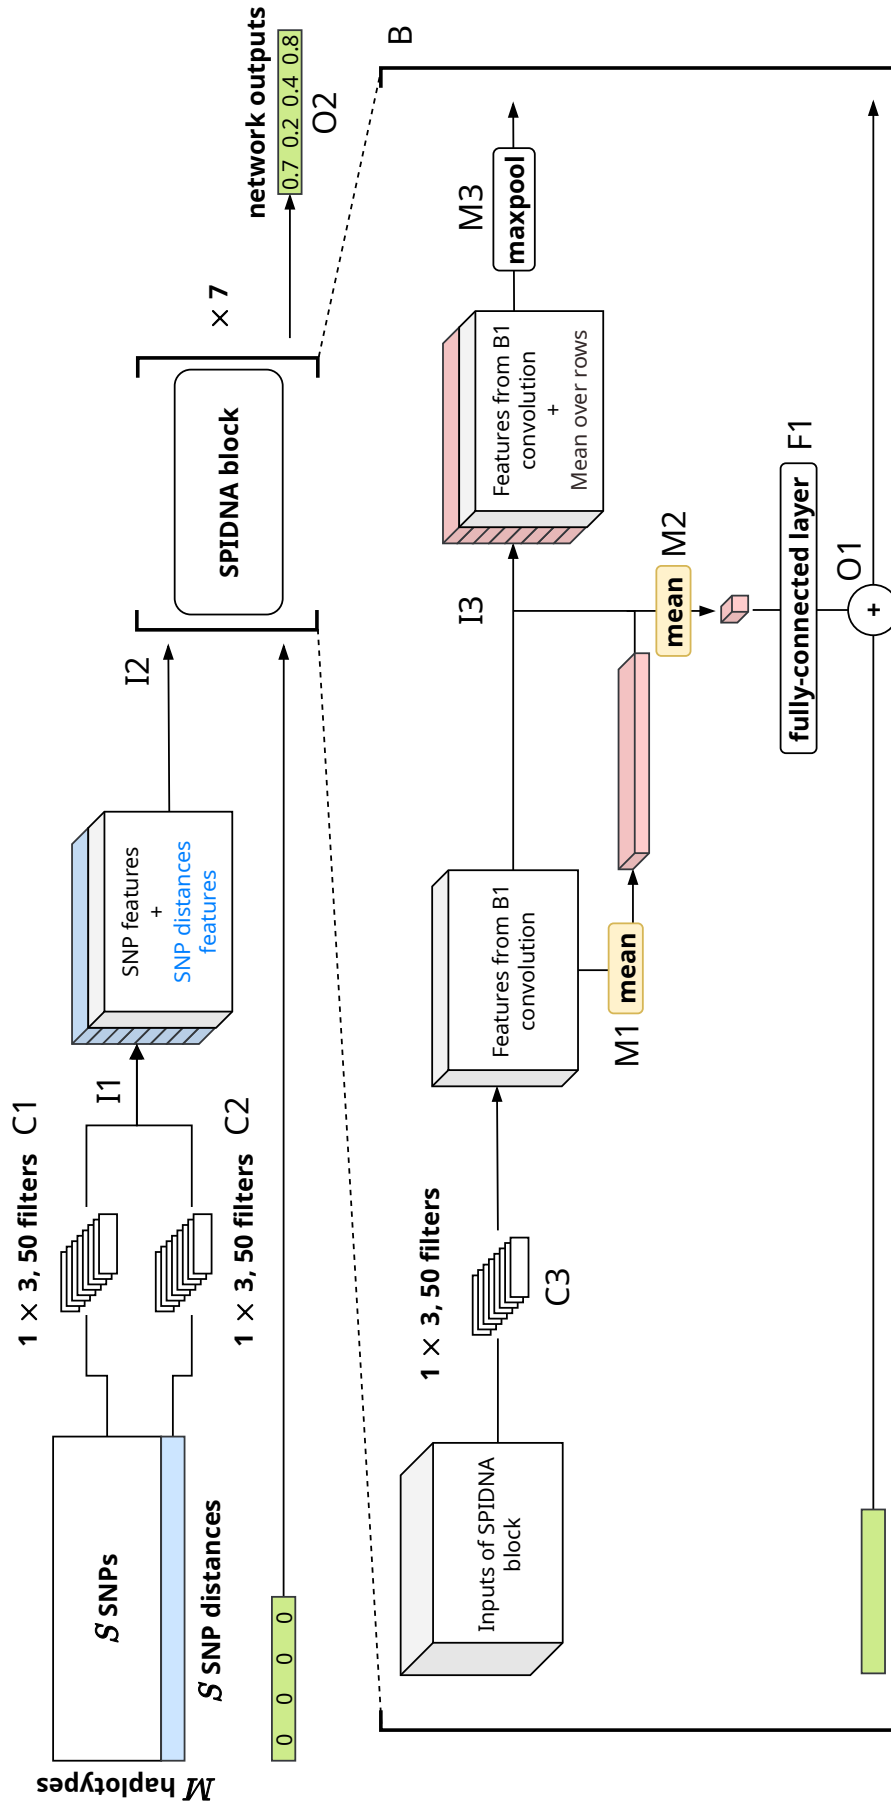 M haplotypes
S SNPs
S SNP distances
0 0 0 0
1 × 3, 50 filters
C1
1 × 3, 50 filters
C2
I1
SNP features
+
SNP distances
features
I2
SPIDNA block
× 7
network outputs
0.7 0.2 0.4 0.8
O2
B
Inputs of SPIDNA
block
1 × 3, 50 filters
C3
Features from B1
convolution
M1
mean
I3
mean
M2
fully-connected layer
F1
O1
+
Features from B1
convolution
+
Mean over rows
M3
maxpool